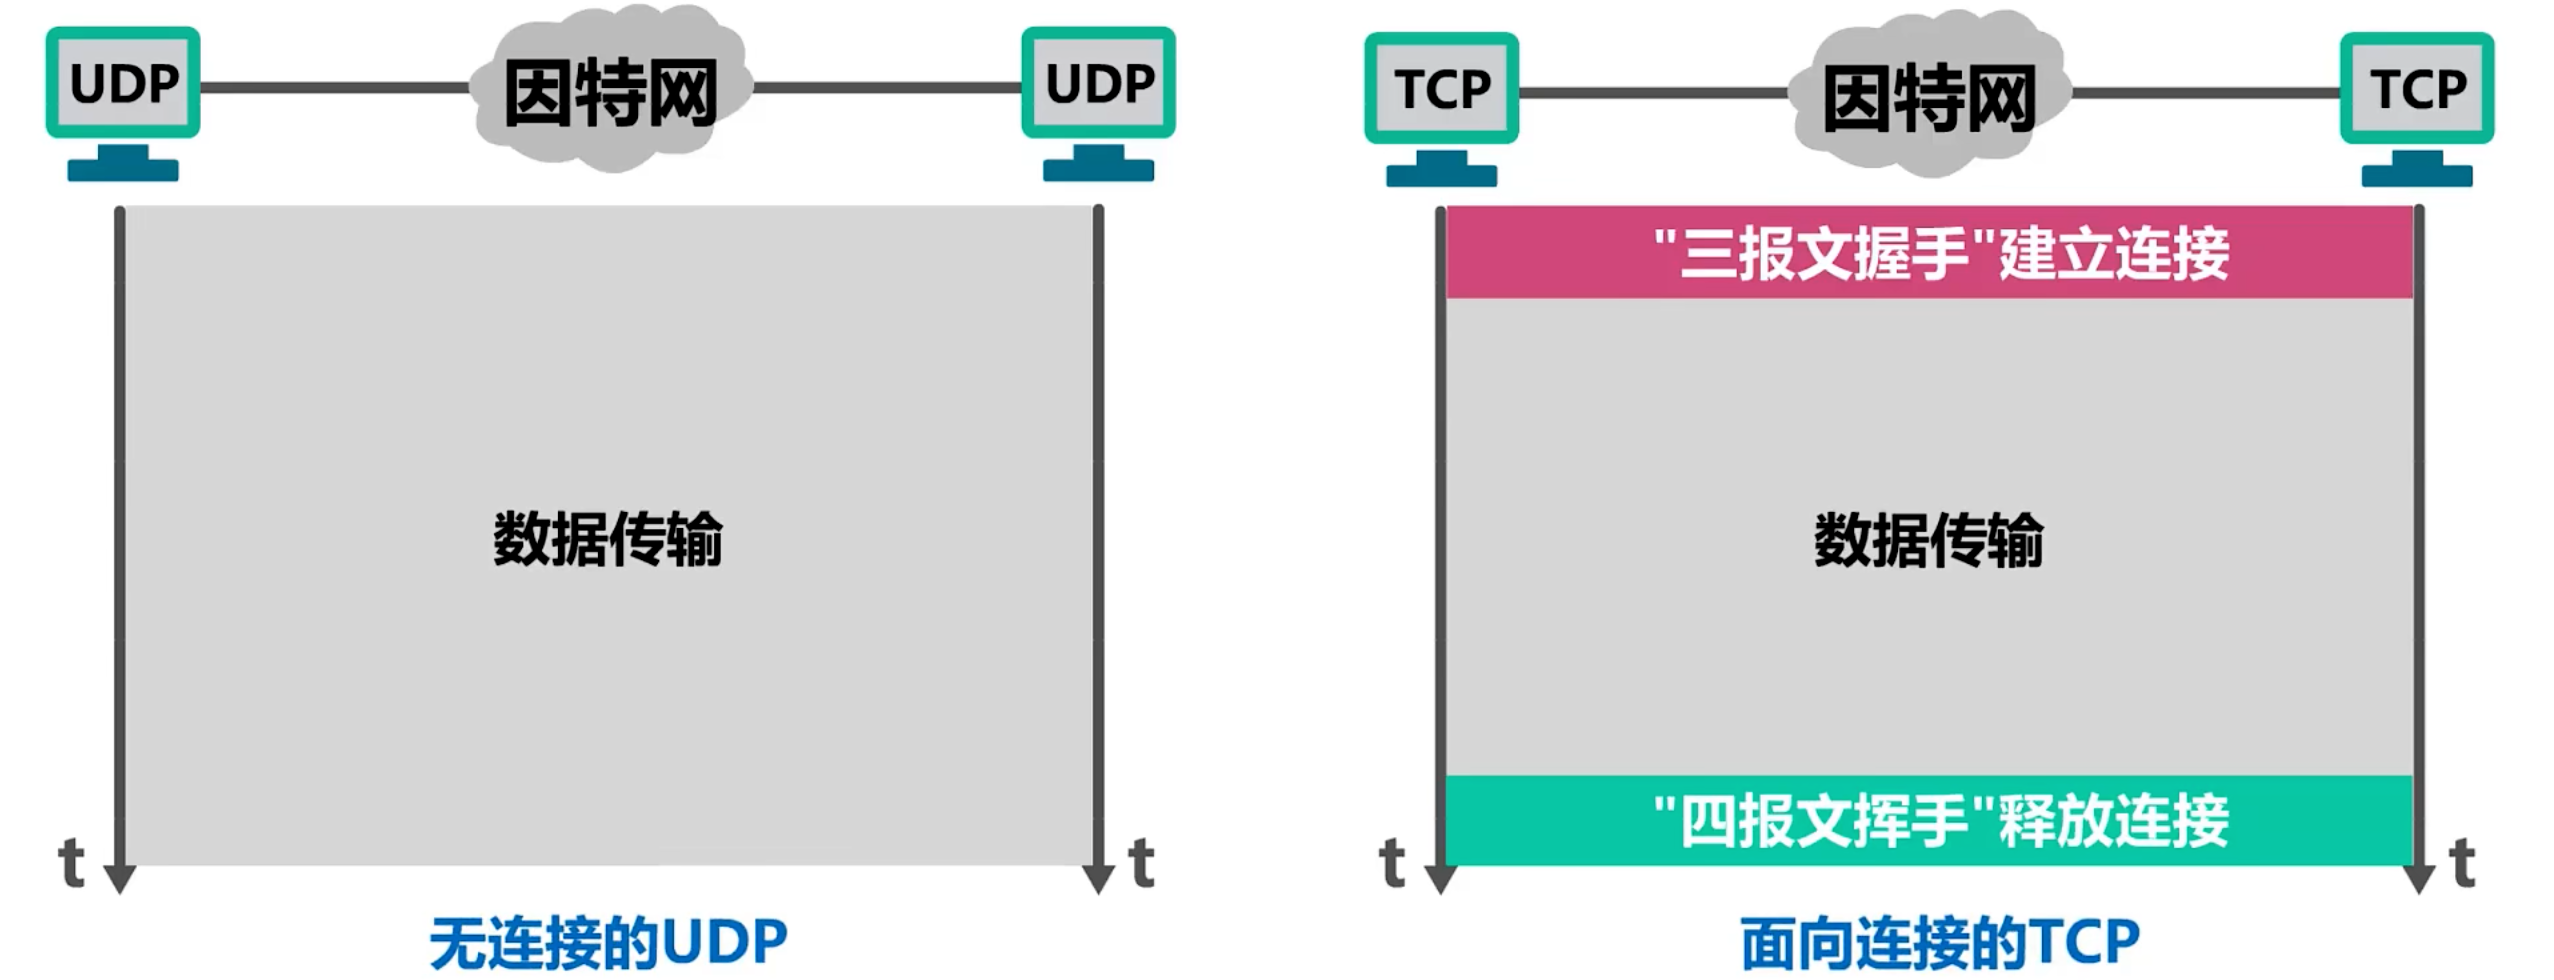 UDP
因特网
UDP
数据传输
t
t
无连接的UDP
TCP
因特网
TCP
"三报文握手"建立连接
数据传输
"四报文挥手"释放连接
t
t
面向连接的TCP